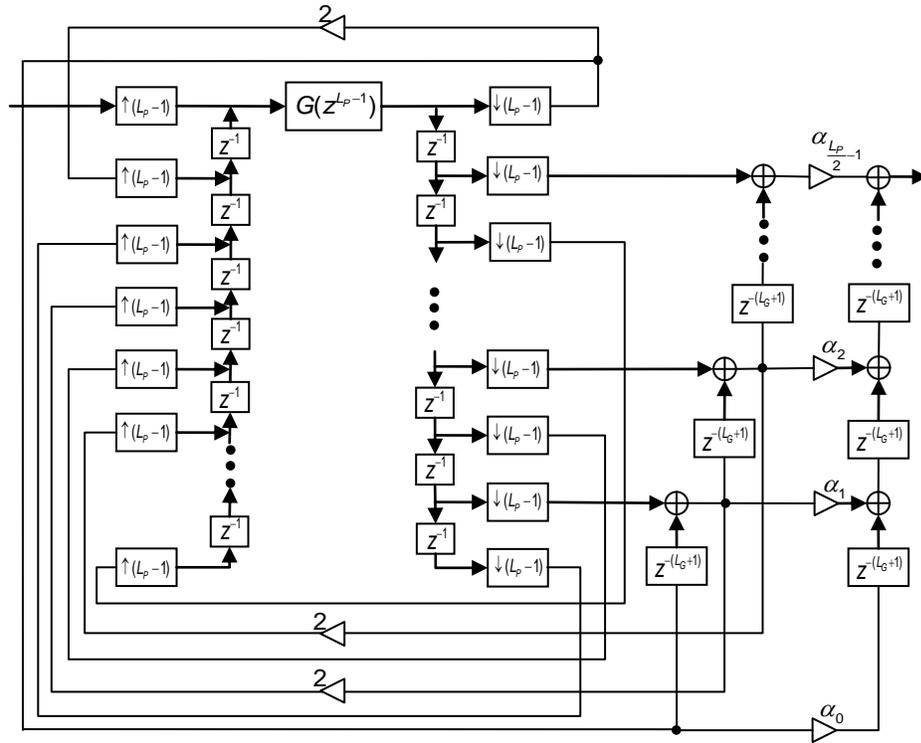 2
↑(L_P−1) G(z^{L_P−1}) ↓(L_P−1)
z^{−1} z^{−1} α_{\frac{L_P}{2}−1}
↑(L_P−1) ↓(L_P−1)
z^{−1} z^{−1}
↑(L_P−1) ↓(L_P−1)
z^{−1}
↑(L_P−1) z^{−(L_G+1)} z^{−(L_G+1)}
z^{−1}
α_2
↑(L_P−1) ↓(L_P−1)
z^{−1} z^{−1}
↑(L_P−1) ↓(L_P−1) z^{−(L_G+1)} z^{−(L_G+1)}
z^{−1}
α_1
↓(L_P−1)
z^{−1} z^{−1}
↑(L_P−1) ↓(L_P−1) z^{−(L_G+1)} z^{−(L_G+1)}
2
2
α_0